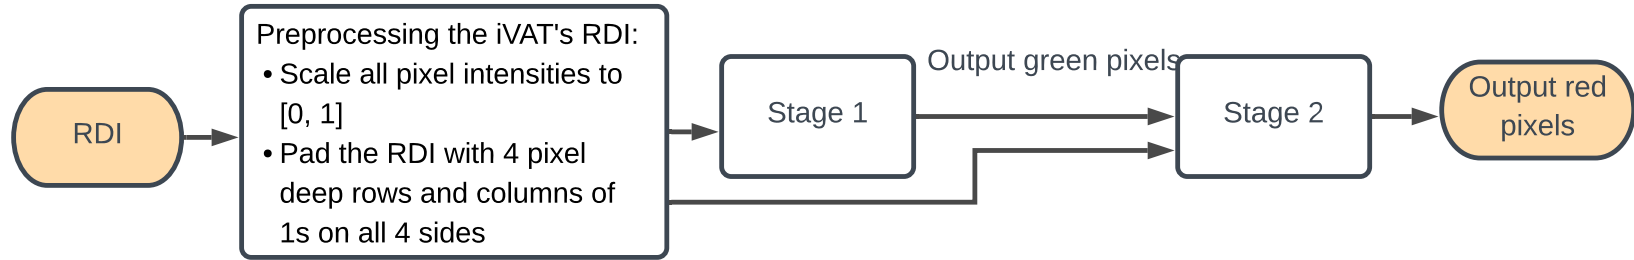 RDI
Preprocessing the iVAT's RDI:
• Scale all pixel intensities to
[0, 1]
• Pad the RDI with 4 pixel
deep rows and columns of
1s on all 4 sides
Stage 1
Output green pixels
Stage 2
Output red
pixels